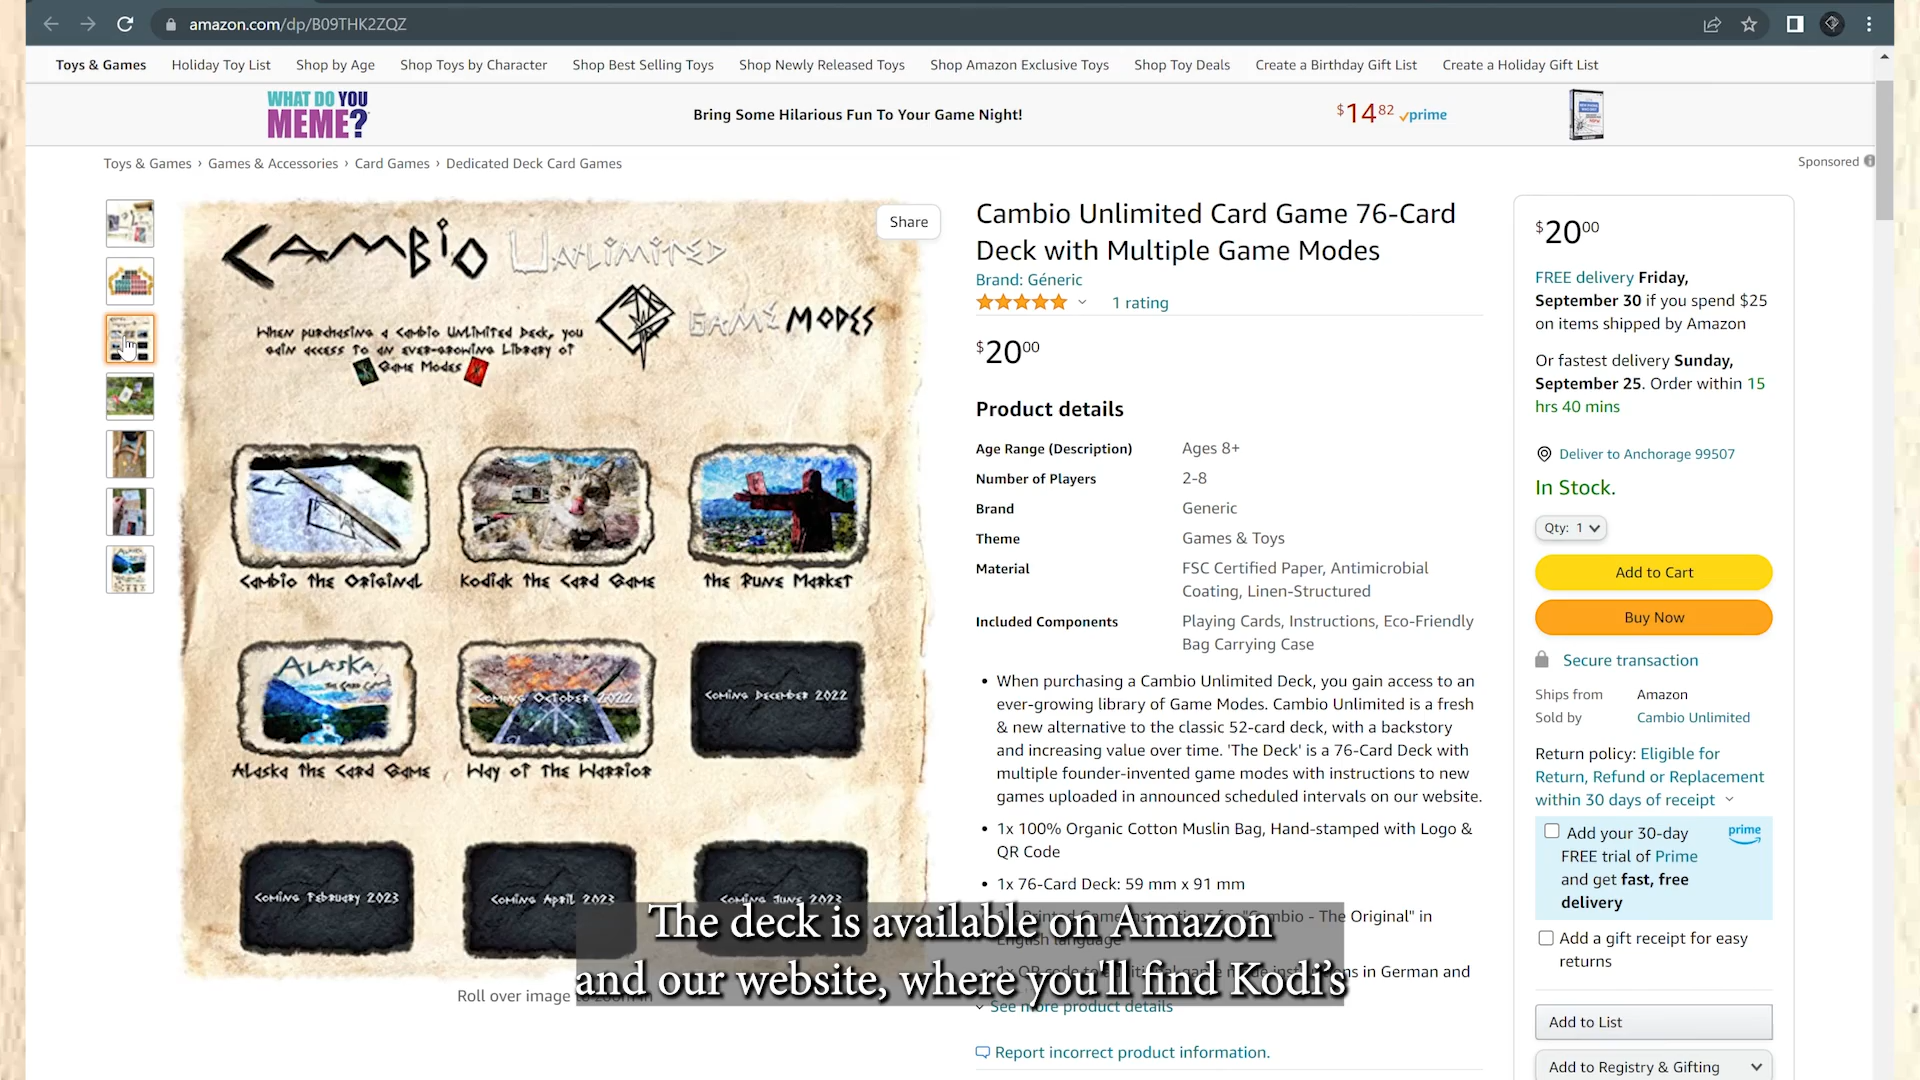 amazon.com/dp/B09THK2ZQZ
Toys & Games Holiday Toy List Shop by Age Shop Toys by Character Shop Best Selling Toys Shop Newly Released Toys Shop Amazon Exclusive Toys Shop Toy Deals Create a Birthday Gift List Create a Holiday Gift List
WHAT DO YOU
MEME?
Bring Some Hilarious Fun To Your Game Night!
$14 82 prime
Toys & Games › Games & Accessories › Card Games › Dedicated Deck Card Games
Sponsored
Share
Cambio Unlimited
Game Modes
When purchasing a Cambio Unlimited Deck, you
gain access to an ever-growing library of
Game Modes
Cambio the Original
Kodiak the Card Game
The Rune Market
Alaska
The Card Game
Coming October 2022
Coming December 2022
Alaska the Card Game
Way of the Warrior
Coming February 2023
Coming April 2023
Coming June 2023
Roll over image to zoom in
Cambio Unlimited Card Game 76-Card
Deck with Multiple Game Modes
Brand: Géneric
1 rating
$20 00
Product details
Age Range (Description) Ages 8+
Number of Players 2-8
Brand Generic
Theme Games & Toys
Material FSC Certified Paper, Antimicrobial
Coating, Linen-Structured
Included Components Playing Cards, Instructions, Eco-Friendly
Bag Carrying Case
• When purchasing a Cambio Unlimited Deck, you gain access to an
ever-growing library of Game Modes. Cambio Unlimited is a fresh
& new alternative to the classic 52-card deck, with a backstory
and increasing value over time. 'The Deck' is a 76-Card Deck with
multiple founder-invented game modes with instructions to new
games uploaded in announced scheduled intervals on our website.
• 1x 100% Organic Cotton Muslin Bag, Hand-stamped with Logo &
QR Code
• 1x 76-Card Deck: 59 mm x 91 mm
"Cambio - The Original" in
English language
in German and
See more product details
Report incorrect product information.
$20 00
FREE delivery Friday,
September 30 if you spend $25
on items shipped by Amazon
Or fastest delivery Sunday,
September 25. Order within 15
hrs 40 mins
Deliver to Anchorage 99507
In Stock.
Qty: 1
Add to Cart
Buy Now
Secure transaction
Ships from Amazon
Sold by Cambio Unlimited
Return policy: Eligible for
Return, Refund or Replacement
within 30 days of receipt
Add your 30-day prime
FREE trial of Prime
and get fast, free
delivery
Add a gift receipt for easy
returns
Add to List
Add to Registry & Gifting
The deck is available on Amazon
and our website, where you'll find Kodi's